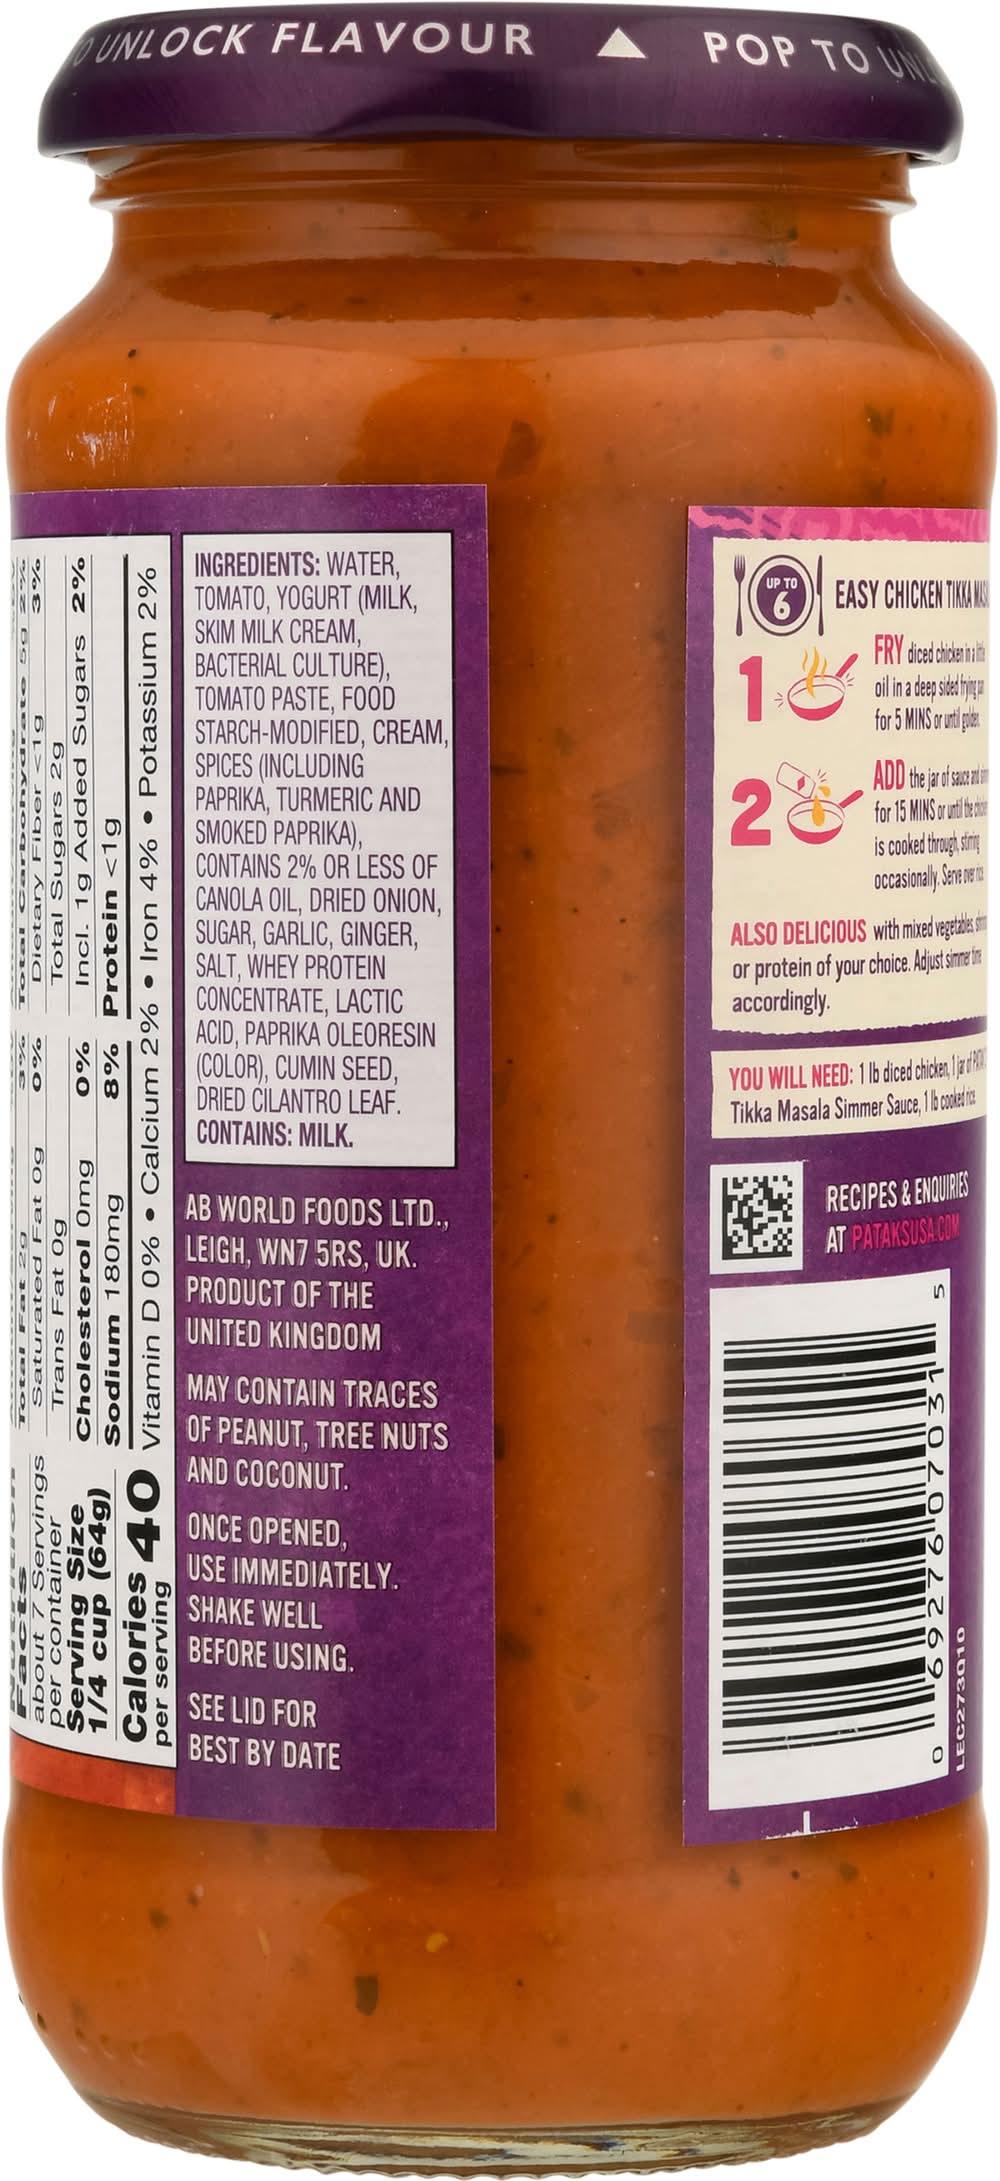 UNLOCK FLAVOUR ▲ POP TO
Facts
about 7 Servings
per container
Serving Size
1/4 cup (64g)
Calories 40
per serving
Total Fat 2g 3%
Saturated Fat 0g 0%
Trans Fat 0g
Cholesterol 0mg 0%
Sodium 180mg 8%
Total Carbohydrate 5g 2%
Dietary Fiber <1g 3%
Total Sugars 2g
Incl. 1g Added Sugars 2%
Protein <1g
Vitamin D 0% • Calcium 2% • Iron 4% • Potassium 2%
INGREDIENTS: WATER,
TOMATO, YOGURT (MILK,
SKIM MILK CREAM,
BACTERIAL CULTURE),
TOMATO PASTE, FOOD
STARCH-MODIFIED, CREAM,
SPICES (INCLUDING
PAPRIKA, TURMERIC AND
SMOKED PAPRIKA),
CONTAINS 2% OR LESS OF
CANOLA OIL, DRIED ONION,
SUGAR, GARLIC, GINGER,
SALT, WHEY PROTEIN
CONCENTRATE, LACTIC
ACID, PAPRIKA OLEORESIN
(COLOR), CUMIN SEED,
DRIED CILANTRO LEAF.
CONTAINS: MILK.
AB WORLD FOODS LTD.,
LEIGH, WN7 5RS, UK.
PRODUCT OF THE
UNITED KINGDOM
MAY CONTAIN TRACES
OF PEANUT, TREE NUTS
AND COCONUT.
ONCE OPENED,
USE IMMEDIATELY.
SHAKE WELL
BEFORE USING.
SEE LID FOR
BEST BY DATE
UP TO
6
EASY CHICKEN TIKKA
1
FRY diced chicken in a little
oil in a deep sided frying pan
for 5 MINS or until golden.
2
ADD the jar of sauce and
for 15 MINS or until the
is cooked through, stirring
occasionally. Serve over rice.
ALSO DELICIOUS with mixed vegetables,
or protein of your choice. Adjust simmer time
accordingly.
YOU WILL NEED: 1 lb diced chicken, 1 jar of
Tikka Masala Simmer Sauce, 1 lb cooked rice.
RECIPES & ENQUIRIES
AT PATAKSUSA.COM
0 69276 07031 5
LEC273010